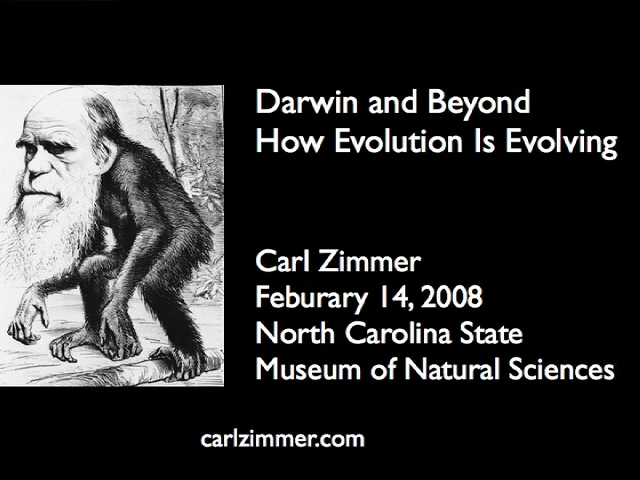 Darwin and Beyond
How Evolution Is Evolving
Carl Zimmer
Feburary 14, 2008
North Carolina State
Museum of Natural Sciences
carlzimmer.com